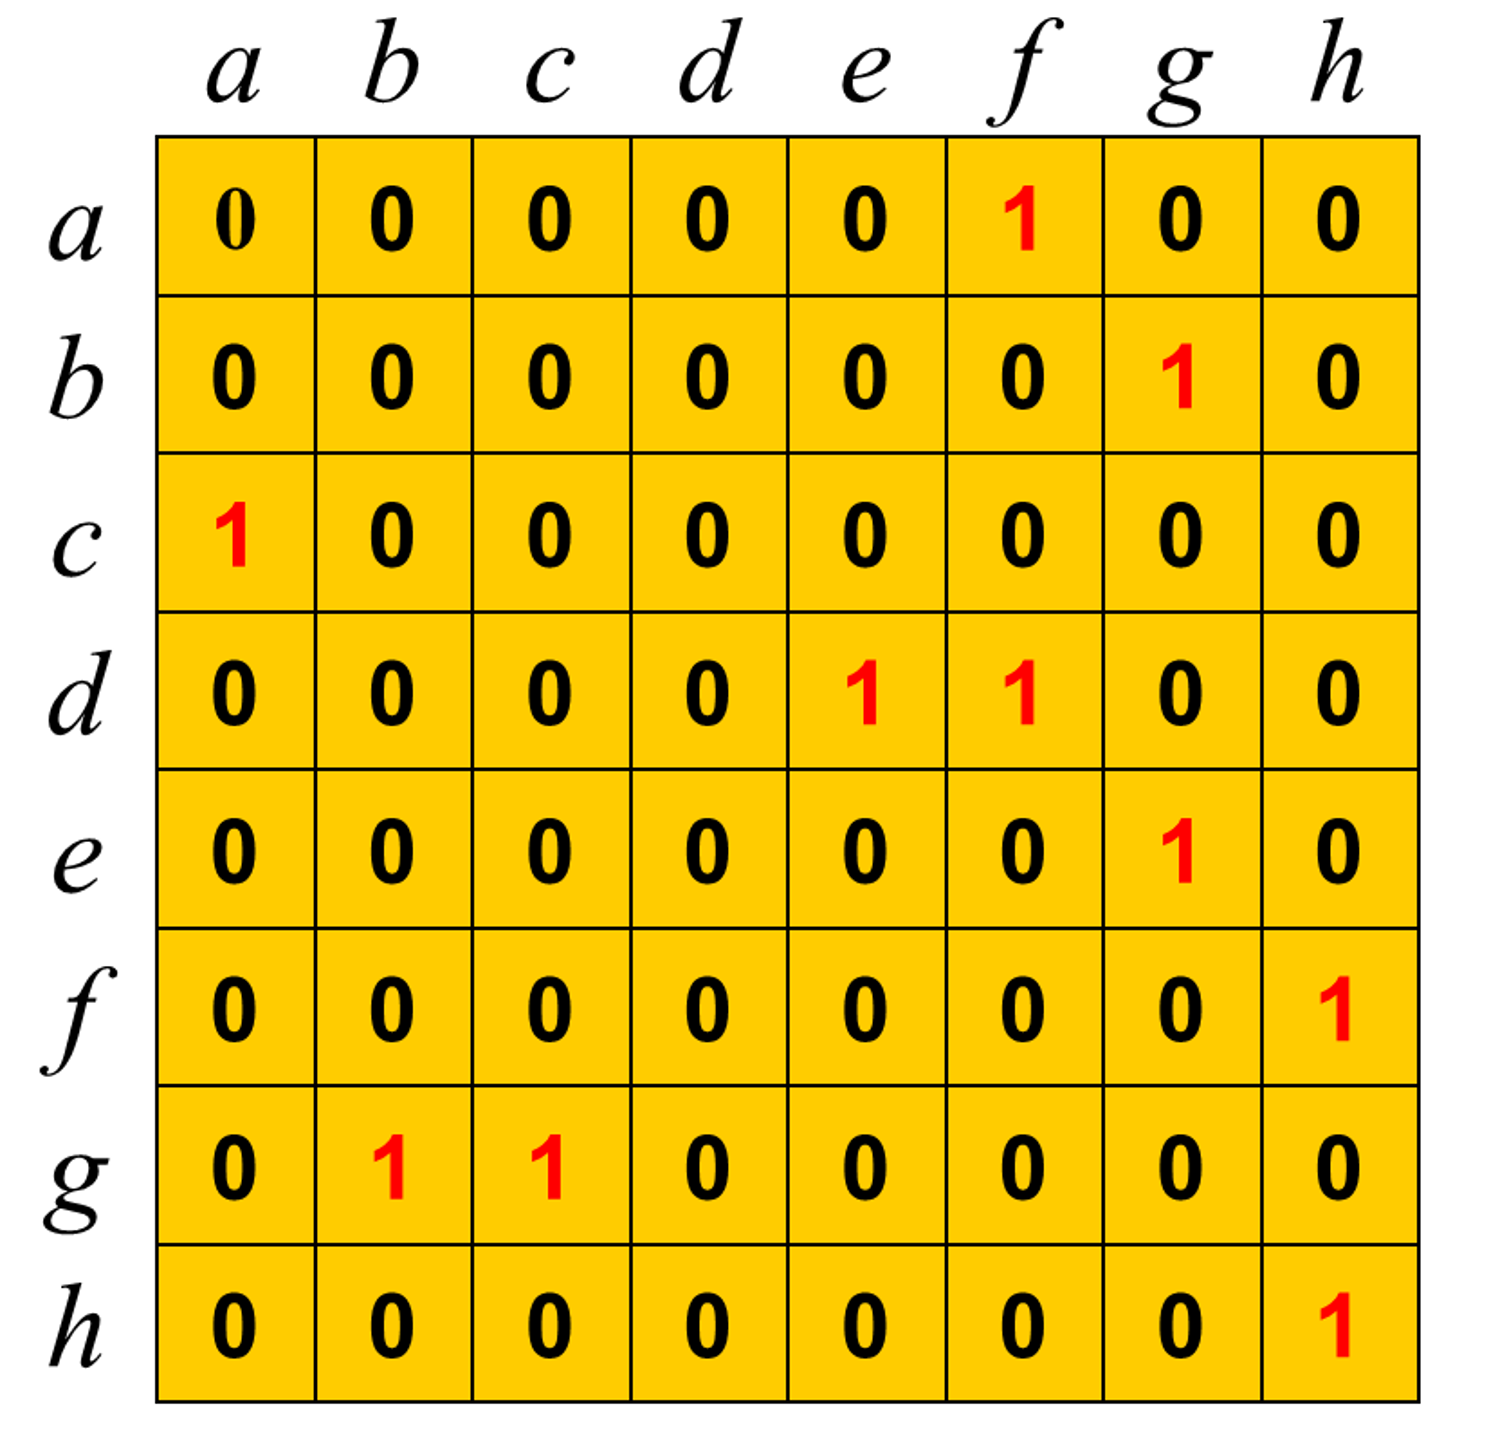 a b c d e f g h
a 0 0 0 0 0 1 0 0
b 0 0 0 0 0 0 1 0
c 1 0 0 0 0 0 0 0
d 0 0 0 0 1 1 0 0
e 0 0 0 0 0 0 1 0
f 0 0 0 0 0 0 0 1
g 0 1 1 0 0 0 0 0
h 0 0 0 0 0 0 0 1